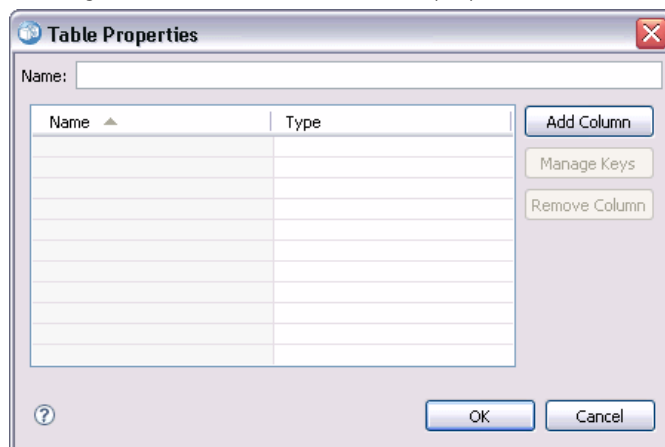 Table Properties
Name:
Name Type
Add Column
Manage Keys
Remove Column
?
OK Cancel